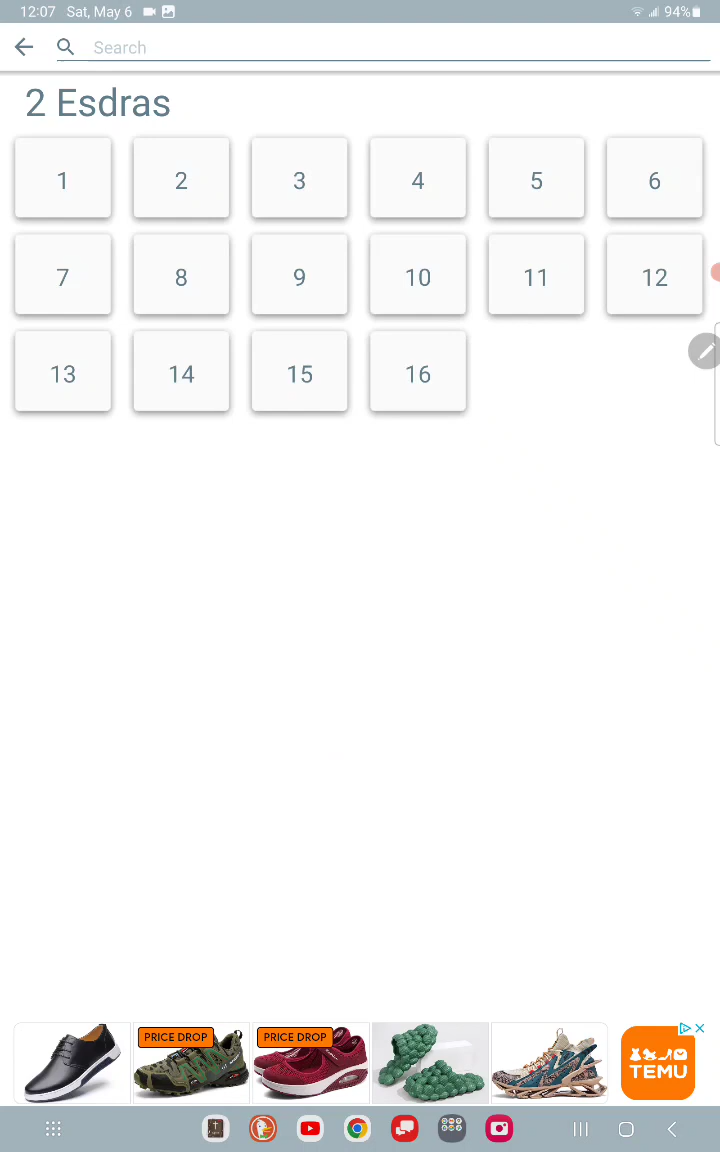 12:07 Sat, May 6 94%
Search
2 Esdras
1 2 3 4 5 6
7 8 9 10 11 12
13 14 15 16
PRICE DROP PRICE DROP
TEMU